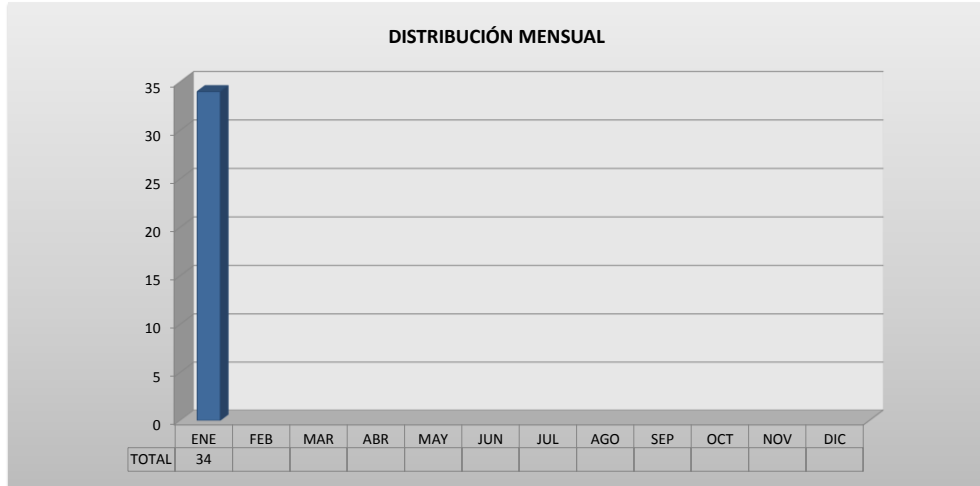 DISTRIBUCIÓN MENSUAL
35
30
25
20
15
10
5
0
ENE FEB MAR ABR MAY JUN JUL AGO SEP OCT NOV DIC
TOTAL 34